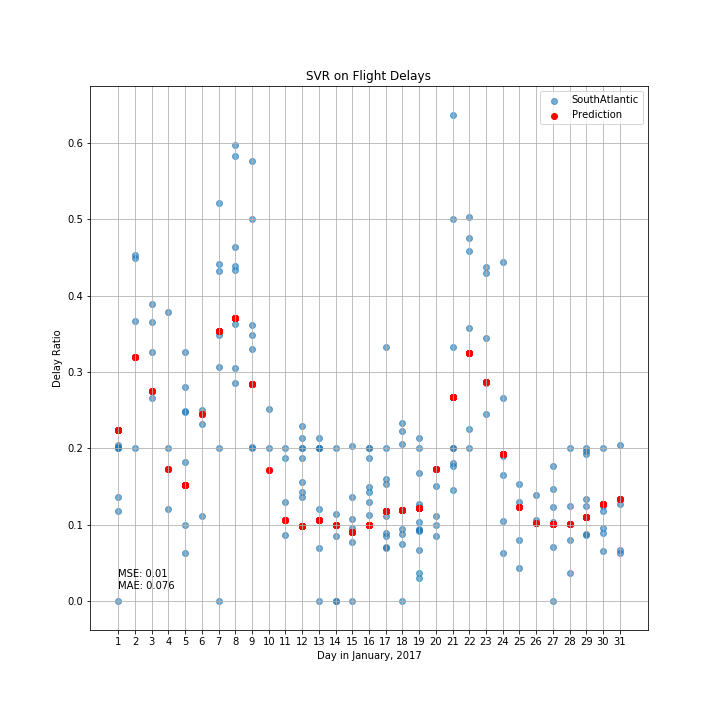 SVR on Flight Delays
SouthAtlantic
Prediction
0.6
0.5
0.4
0.3
0.2
0.1
0.0
Delay Ratio
MSE: 0.01
MAE: 0.076
1 2 3 4 5 6 7 8 9 10 11 12 13 14 15 16 17 18 19 20 21 22 23 24 25 26 27 28 29 30 31
Day in January, 2017